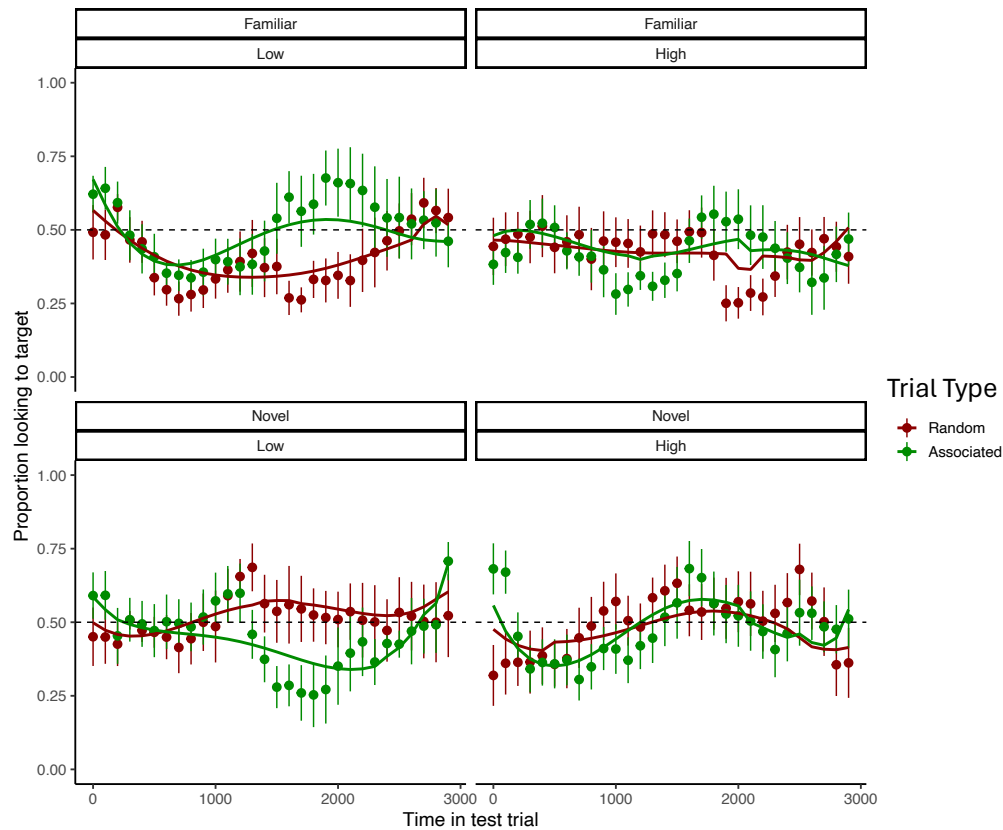 Familiar
Familiar
Low
High
1.00
0.75
0.50
0.25
0.00
Novel
Novel
Low
High
1.00
0.75
0.50
0.25
0.00
0
1000
2000
3000
0
1000
2000
3000
Time in test trial
Proportion looking to target
Trial Type
Random
Associated